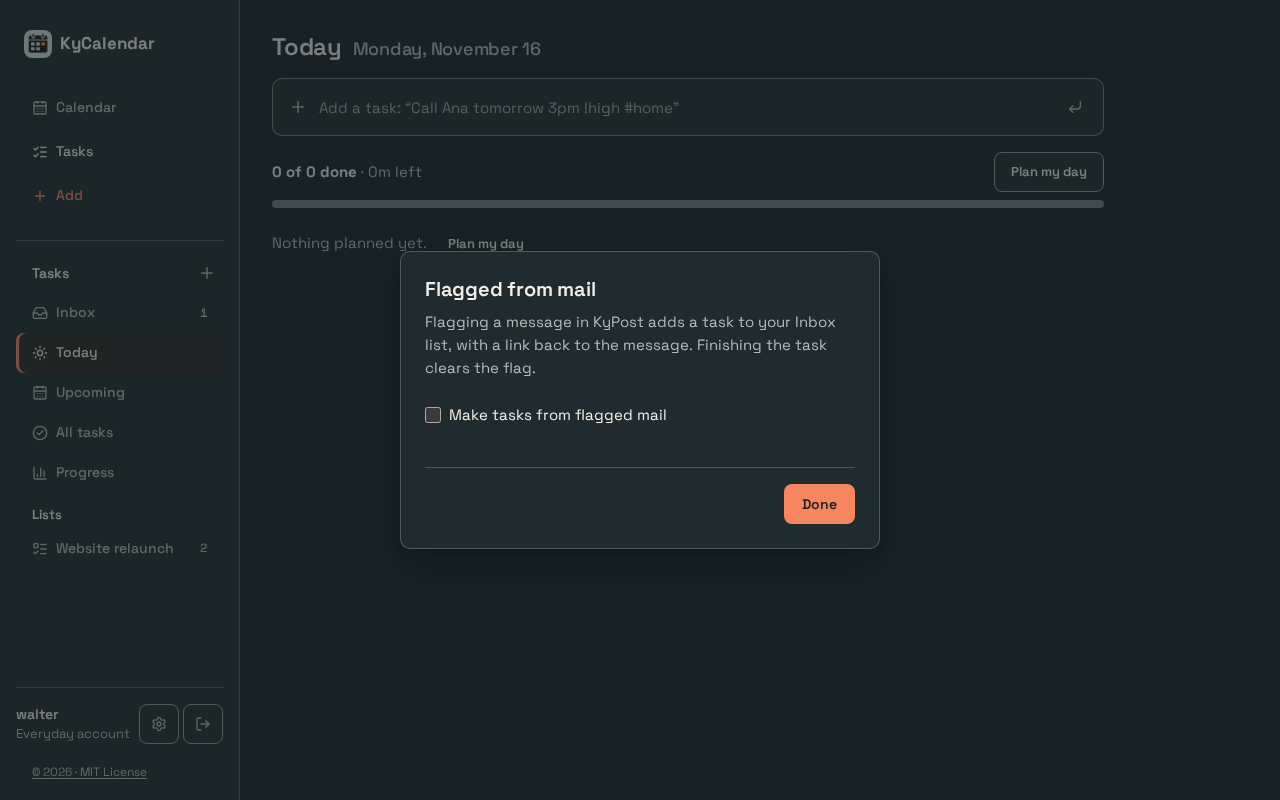 KyCalendar
Calendar
Tasks
Add
Tasks
Inbox 1
Today
Upcoming
All tasks
Progress
Lists
Website relaunch 2
walter
Everyday account
© 2026 · MIT License
Today Monday, November 16
Add a task: “Call Ana tomorrow 3pm !high #home”
0 of 0 done · 0m left
Plan my day
Nothing planned yet. Plan my day
Flagged from mail
Flagging a message in KyPost adds a task to your Inbox
list, with a link back to the message. Finishing the task
clears the flag.
Make tasks from flagged mail
Done